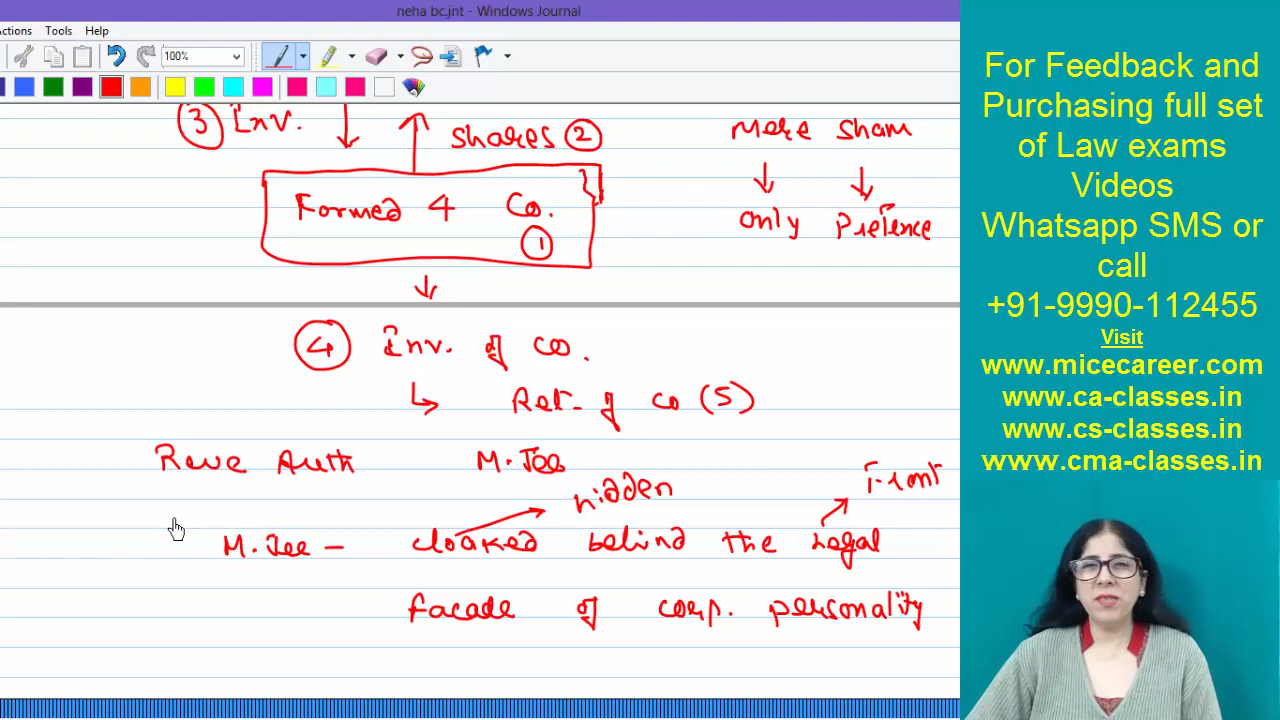 neha bc.jnt - Windows Journal
Actions Tools Help
100%
3 Inv.
Shares 2
Mere Sham
Formed 4 Co.
1
Only Pretence
4 Inv. of co.
Ret. of co (5)
Reve Auth M. Jee
hidden
Front
M. Jee - cloaked behind the Legal
facade of corp. personality
For Feedback and
Purchasing full set
of Law exams
Videos
Whatsapp SMS or
call
+91-9990-112455
Visit
www.micecareer.com
www.ca-classes.in
www.cs-classes.in
www.cma-classes.in